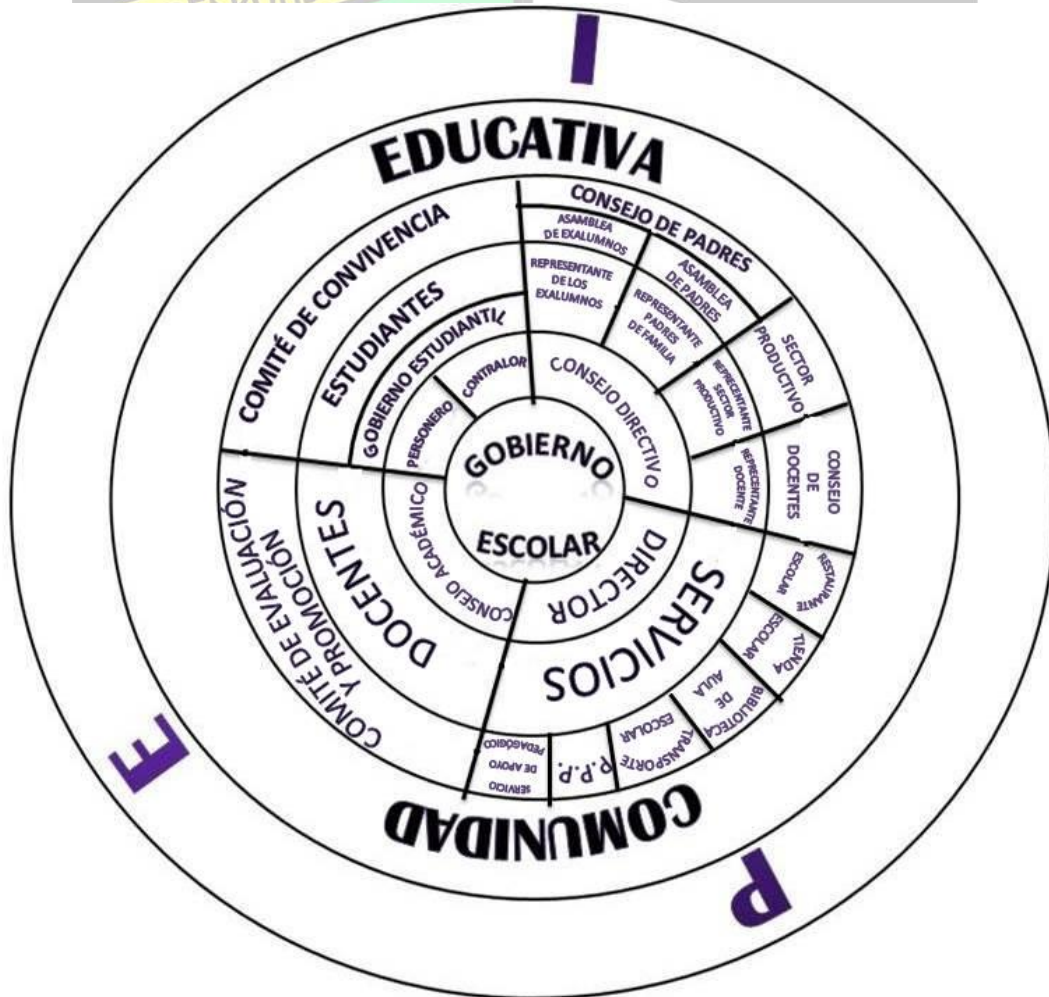 I
EDUCATIVA
CONSEJO DE PADRES
ASAMBLEA
DE EXALUMNOS
REPRESENTANTE
DE LOS
EXALUMNOS
ASAMBLEA
DE PADRES
REPRESENTANTE
PADRES
DE FAMILIA
SECTOR
PRODUCTIVO
REPRECENTANTE
SECTOR
PRODUCTIVO
CONSEJO
DE
DOCENTES
REPRECENTANTE
DOCENTE
CONSEJO DIRECTIVO
COMITÉ DE CONVIVENCIA
ESTUDIANTES
GOBIERNO ESTUDIANTIL
PERSONERO
CONTRALOR
GOBIERNO
ESCOLAR
CONSEJO ACADÉMICO
DOCENTES
COMITÉ DE EVALUACIÓN
Y PROMOCIÓN
DIRECTOR
SERVICIOS
RESTAURANTE
ESCOLAR
TIENDA
ESCOLAR
BIBLIOTECA
DE
AULA
TRANSPORTE
ESCOLAR
SERVICIO
DE APOYO
PEDAGÓGICO
COMUNIDAD
E
P